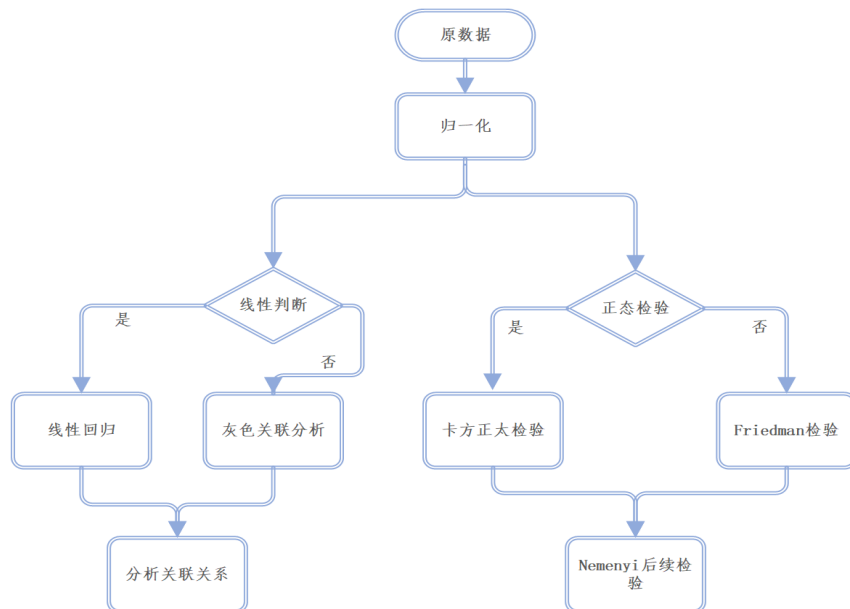 原数据
归一化
线性判断
正态检验
是
否
是
否
线性回归
灰色关联分析
卡方正太检验
Friedman检验
分析关联关系
Nemenyi后续检
验